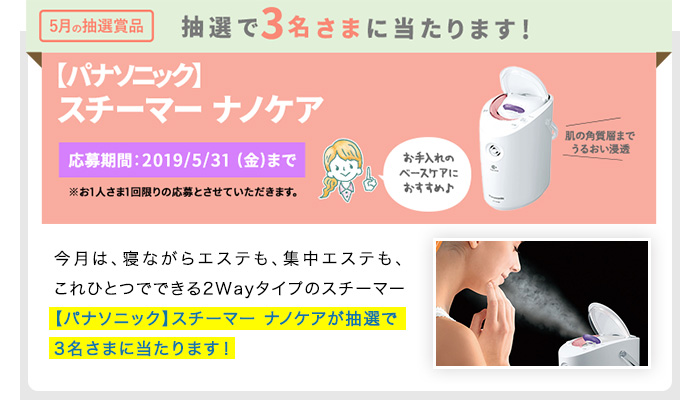 5月の抽選賞品
抽選で3名さまに当たります!
【パナソニック】
スチーマー ナノケア
応募期間：2019/5/31 (金)まで
※お1人さま1回限りの応募とさせていただきます。
お手入れの
ベースケアに
おすすめ♪
肌の角質層まで
うるおい浸透
今月は、寝ながらエステも、集中エステも、
これひとつでできる2Wayタイプのスチーマー
【パナソニック】スチーマー ナノケアが抽選で
3名さまに当たります！